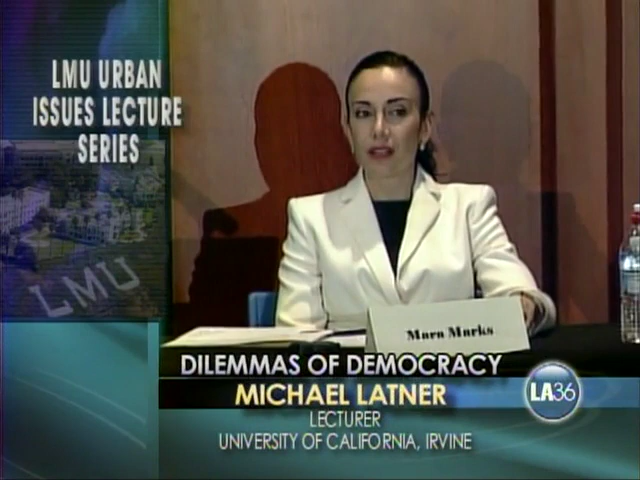 LMU URBAN
ISSUES LECTURE
SERIES
LMU
Mara Marks
DILEMMAS OF DEMOCRACY
MICHAEL LATNER
LECTURER
UNIVERSITY OF CALIFORNIA, IRVINE
LA36